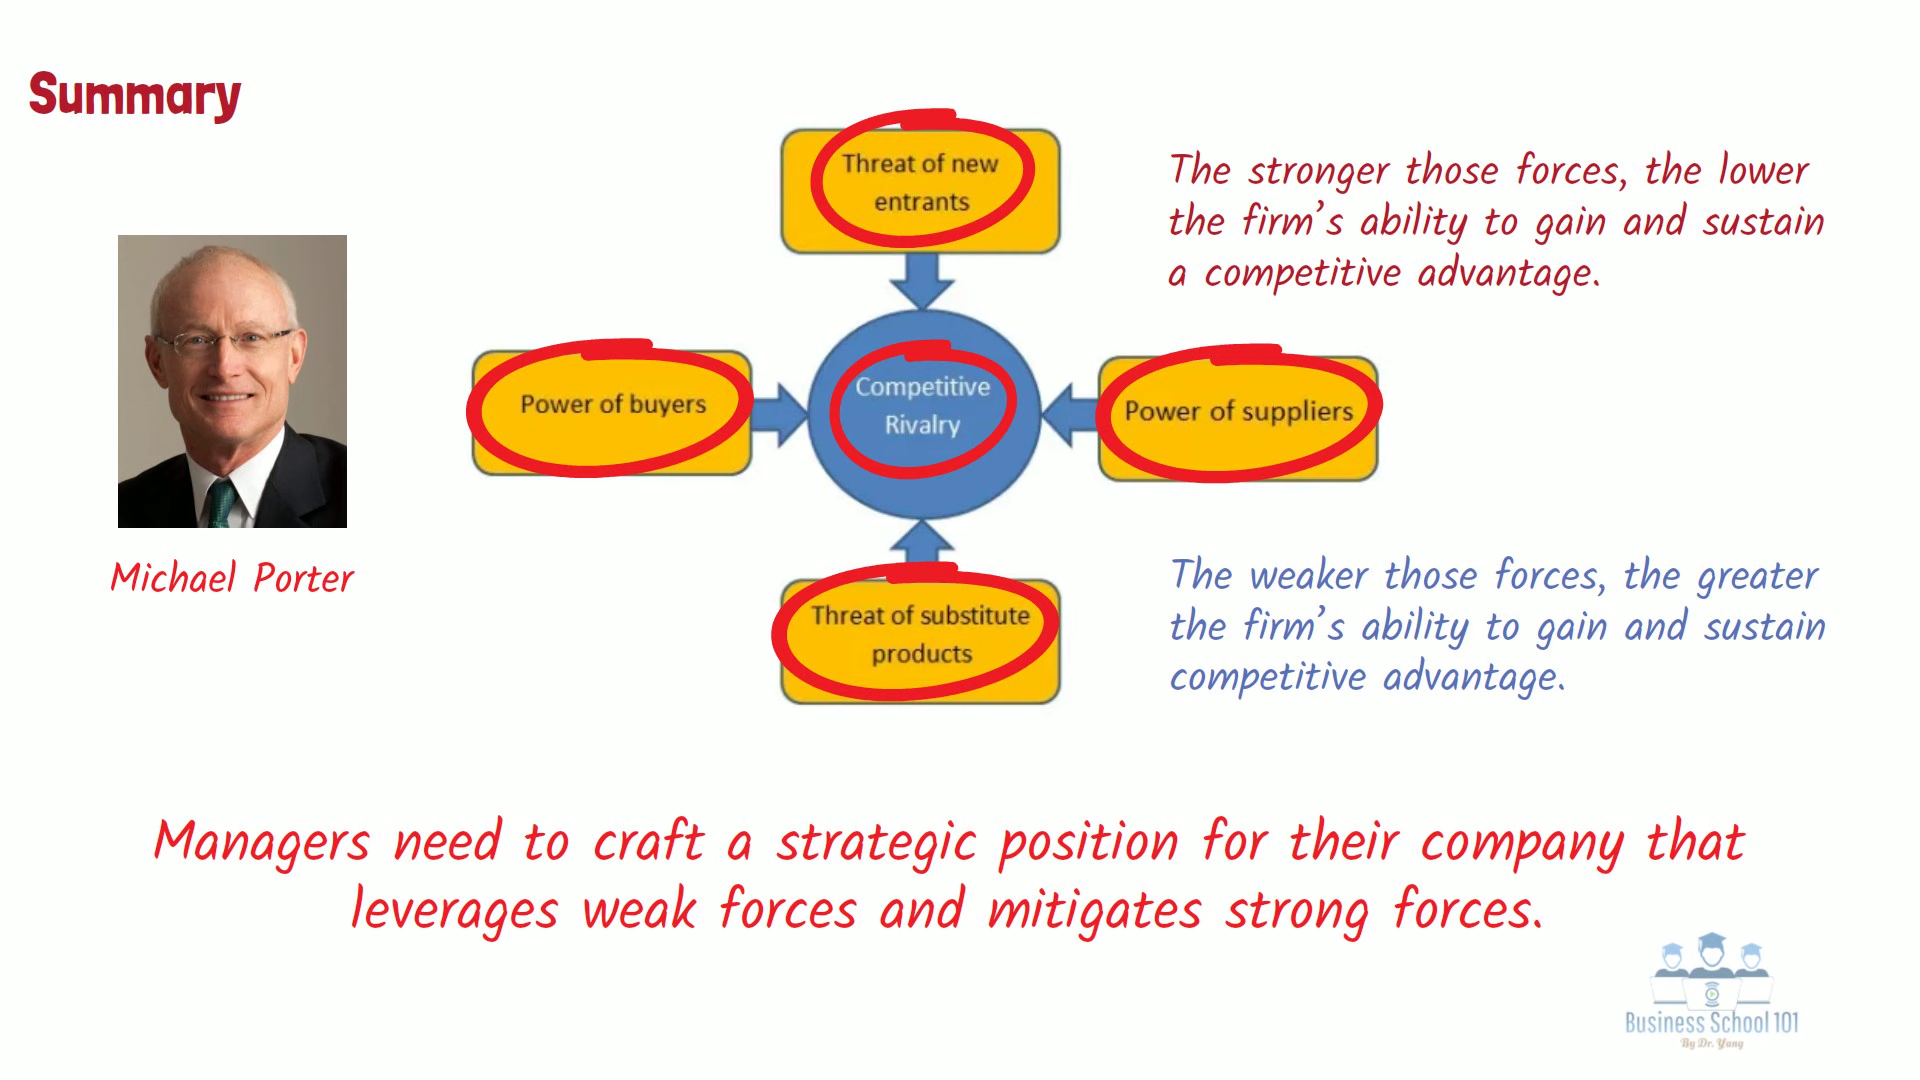 Summary
Threat of new
entrants
The stronger those forces, the lower
the firm's ability to gain and sustain
a competitive advantage.
Power of buyers
Competitive
Rivalry
Power of suppliers
Michael Porter
Threat of substitute
products
The weaker those forces, the greater
the firm's ability to gain and sustain
competitive advantage.
Managers need to craft a strategic position for their company that
leverages weak forces and mitigates strong forces.
Business School 101
By Dr. Yang